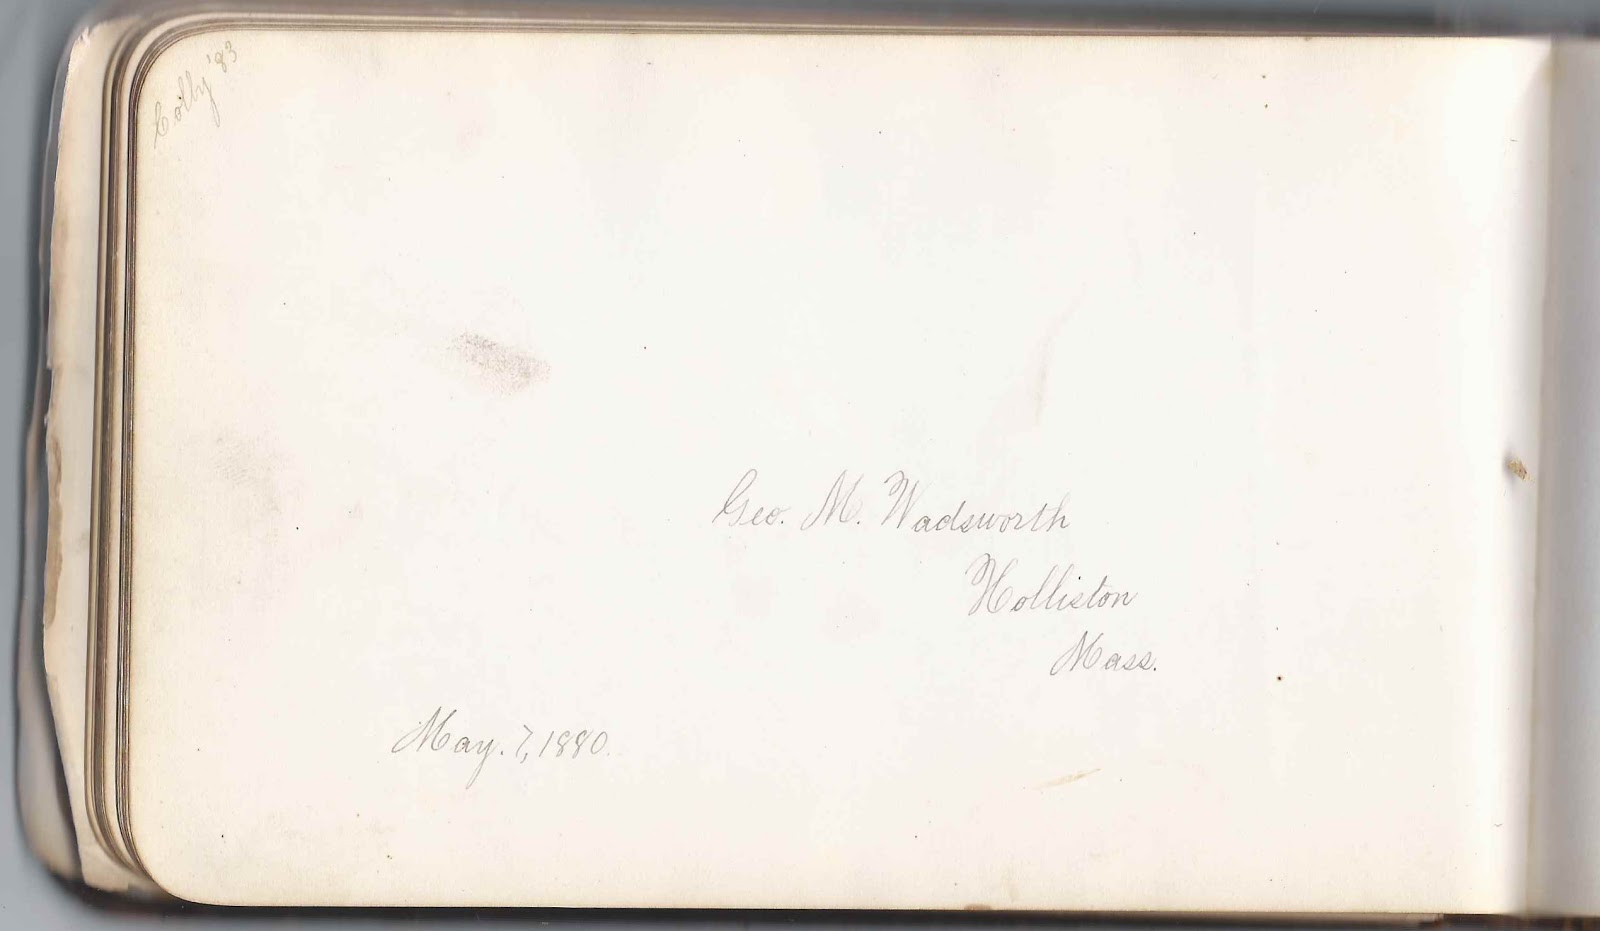 Colby '83
Geo. M. Wadsworth
Holliston
Mass.
May. 7, 1880.